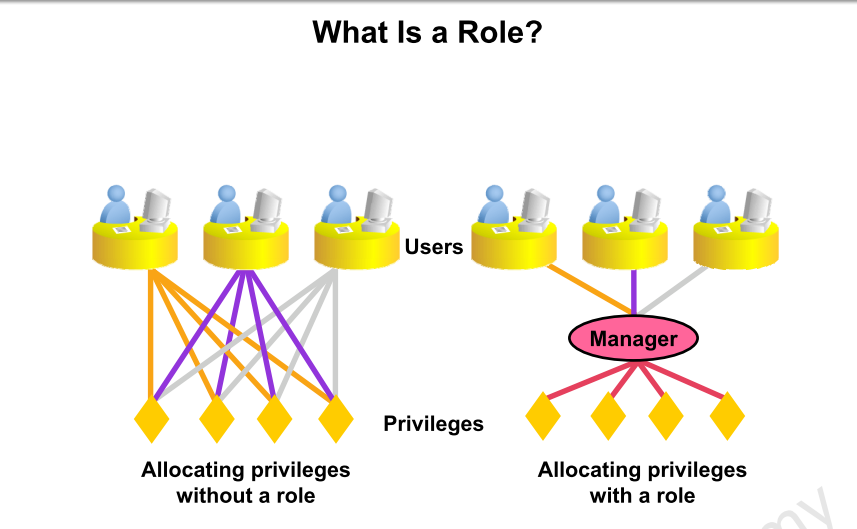 What Is a Role?
Users
Manager
Privileges
Allocating privileges
without a role
Allocating privileges
with a role